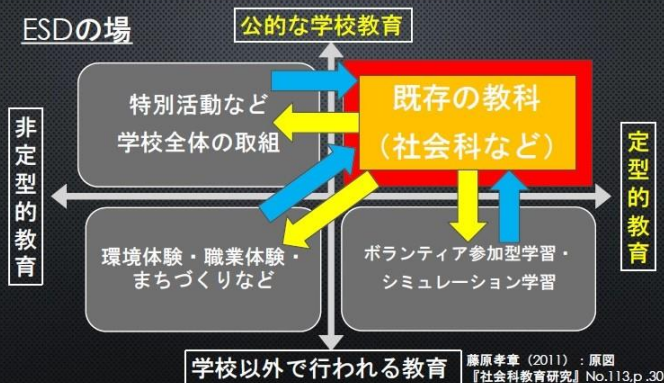 ESDの場
公的な学校教育
特別活動など
学校全体の取組
既存の教科
(社会科など)
非定型的教育
定型的教育
環境体験・職業体験・
まちづくりなど
ボランティア参加型学習・
シミュレーション学習
学校以外で行われる教育
藤原孝章(2011):原図
『社会科教育研究』No.113,p.30